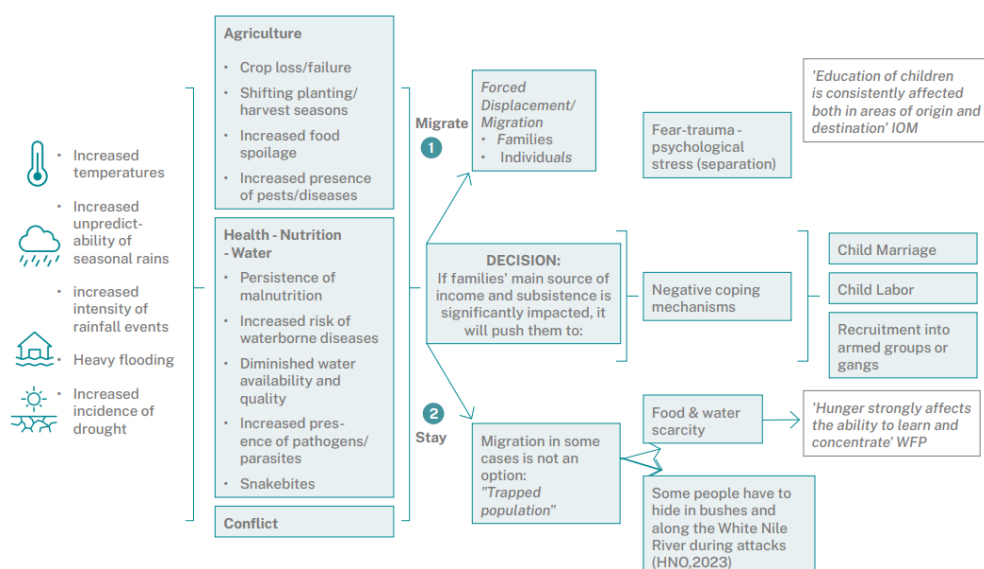 • Increased
temperatures
• Increased
unpredict-
ability of
seasonal rains
• increased
intensity of
rainfall events
• Heavy flooding
• Increased
incidence of
drought
Agriculture
• Crop loss/failure
• Shifting planting/
harvest seasons
• Increased food
spoilage
• Increased presence
of pests/diseases
Health - Nutrition
- Water
• Persistence of
malnutrition
• Increased risk of
waterborne diseases
• Diminished water
availability and
quality
• Increased pres-
ence of pathogens/
parasites
• Snakebites
Conflict
Migrate
1
2
Stay
Forced
Displacement/
Migration
• Families
• Individuals
DECISION:
If families' main source of
income and subsistence is
significantly impacted, it
will push them to:
Migration in some
cases is not an
option:
"Trapped
population"
Fear-trauma -
psychological
stress (separation)
Negative coping
mechanisms
Food & water
scarcity
Some people have to
hide in bushes and
along the White Nile
River during attacks
(HNO,2023)
'Education of children
is consistently affected
both in areas of origin and
destination' IOM
Child Marriage
Child Labor
Recruitment into
armed groups or
gangs
'Hunger strongly affects
the ability to learn and
concentrate' WFP